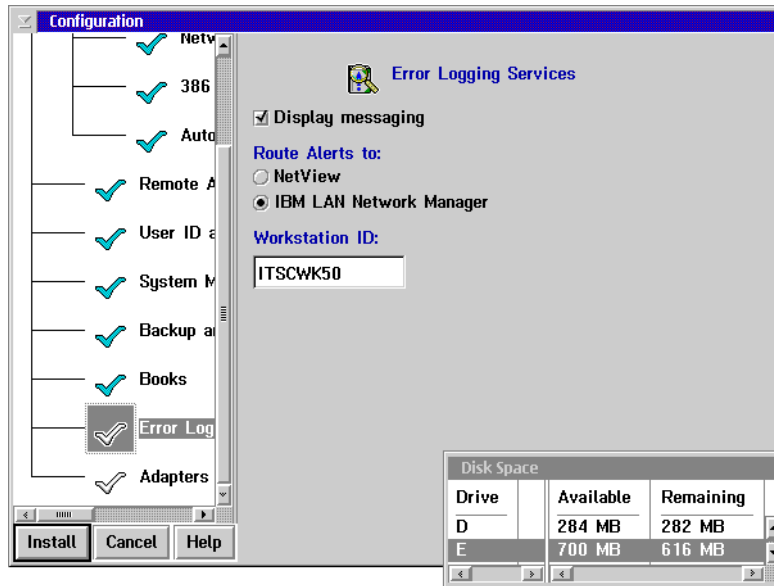 Configuration
Netv
386
Auto
Remote A
User ID a
System M
Backup a
Books
Error Log
Adapters
Install
Cancel
Help
Error Logging Services
Display messaging
Route Alerts to:
NetView
IBM LAN Network Manager
Workstation ID:
ITSCWK50
Disk Space
Drive Available Remaining
D 284 MB 282 MB
E 700 MB 616 MB